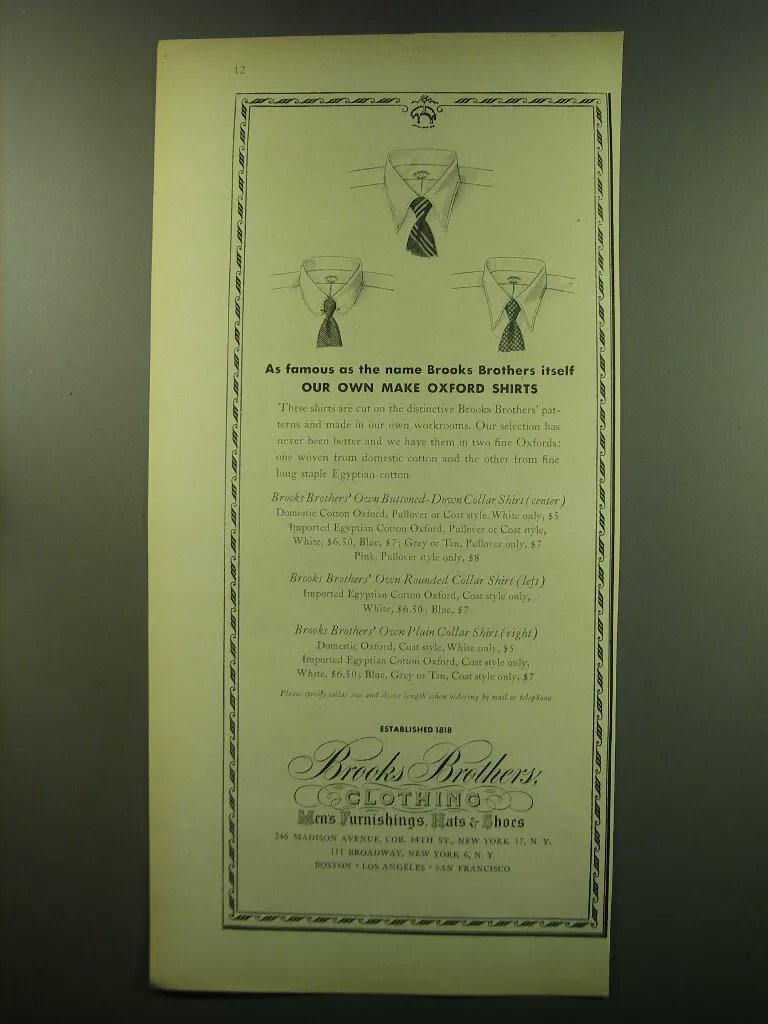 12
As famous as the name Brooks Brothers itself
OUR OWN MAKE OXFORD SHIRTS
These shirts are cut on the distinctive Brooks Brothers' pat-
terns and made in our own workrooms. Our selection has
never been better and we have them in two fine Oxfords:
one woven from domestic cotton and the other from fine
long staple Egyptian cotton.
Brooks Brothers' Own Buttoned-Down Collar Shirt (center)
Domestic Cotton Oxford, Pullover or Coat style. White only, $5
Imported Egyptian Cotton Oxford, Pullover or Coat style,
White, $6.50, Blue, $7; Grey or Tan, Pullover only, $7
Pink, Pullover style only, $8
Brooks Brothers' Own Rounded Collar Shirt (left)
Imported Egyptian Cotton Oxford, Coat style only,
White, $6.50; Blue, $7
Brooks Brothers' Own Plain Collar Shirt (right)
Domestic Oxford, Coat style, White only, $5
Imported Egyptian Cotton Oxford, Coat style only,
White, $6.50; Blue, Grey or Tan, Coat style only, $7
Please specify collar size and sleeve length when ordering by mail or telephone
ESTABLISHED 1818
Brooks Brothers,
CLOTHING
Men's Furnishings, Hats & Shoes
346 MADISON AVENUE, COR. 44TH ST., NEW YORK 17, N. Y.
111 BROADWAY, NEW YORK 6, N. Y.
BOSTON • LOS ANGELES • SAN FRANCISCO